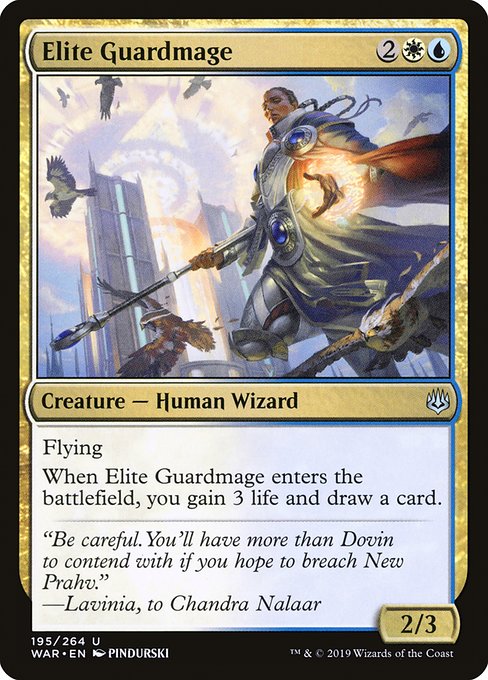 Elite Guardmage 2
Creature — Human Wizard
Flying
When Elite Guardmage enters the
battlefield, you gain 3 life and draw a card.
“Be careful. You’ll have more than Dovin
to contend with if you hope to breach New
Prahv.”
—Lavinia, to Chandra Nalaar
2/3
195/264 U
WAR • EN PINDURSKI
™ & © 2019 Wizards of the Coast